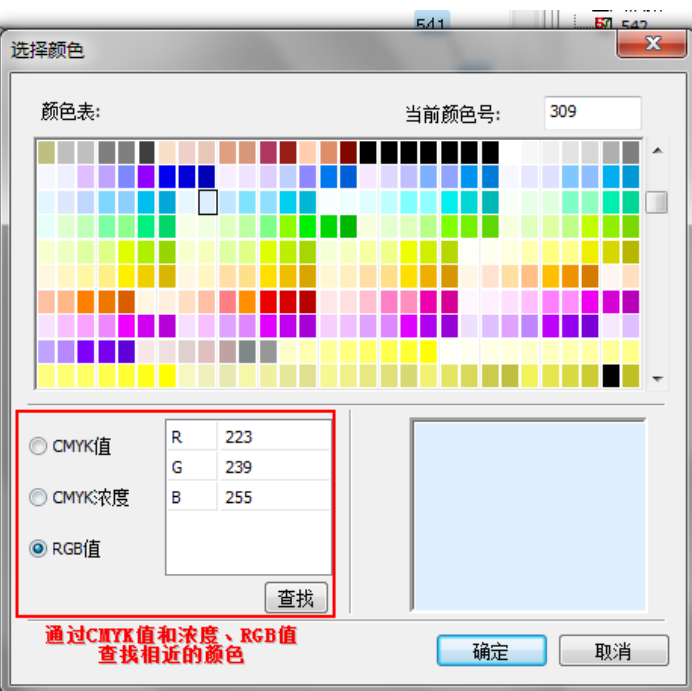 541
542
选择颜色
颜色表:
当前颜色号:
309
CMYK值
R
223
G
239
CMYK浓度
B
255
RGB值
查找
通过CMYK值和浓度、RGB值
查找相近的颜色
确定
取消